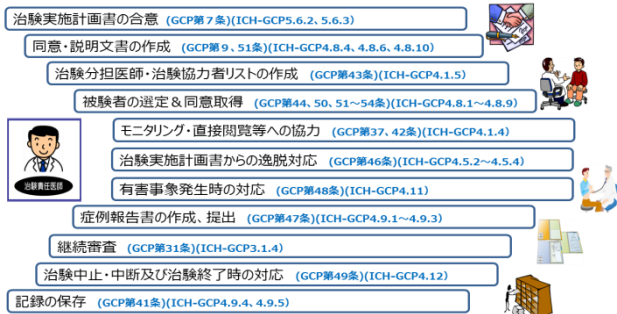 治験実施計画書の合意 (GCP第7条)(ICH-GCP5.6.2、5.6.3)
同意・説明文書の作成 (GCP第9、51条)(ICH-GCP4.8.4、4.8.6、4.8.10)
治験分担医師・治験協力者リストの作成 (GCP第43条)(ICH-GCP4.1.5)
被験者の選定&同意取得 (GCP第44、50、51~54条)(ICH-GCP4.8.1~4.8.9)
モニタリング・直接閲覧等への協力 (GCP第37、42条)(ICH-GCP4.1.4)
治験実施計画書からの逸脱対応 (GCP第46条)(ICH-GCP4.5.2~4.5.4)
治験責任医師
有害事象発生時の対応 (GCP第48条)(ICH-GCP4.11)
症例報告書の作成、提出 (GCP第47条)(ICH-GCP4.9.1~4.9.3)
継続審査 (GCP第31条)(ICH-GCP3.1.4)
治験中止・中断及び治験終了時の対応 (GCP第49条)(ICH-GCP4.12)
記録の保存 (GCP第41条)(ICH-GCP4.9.4、4.9.5)